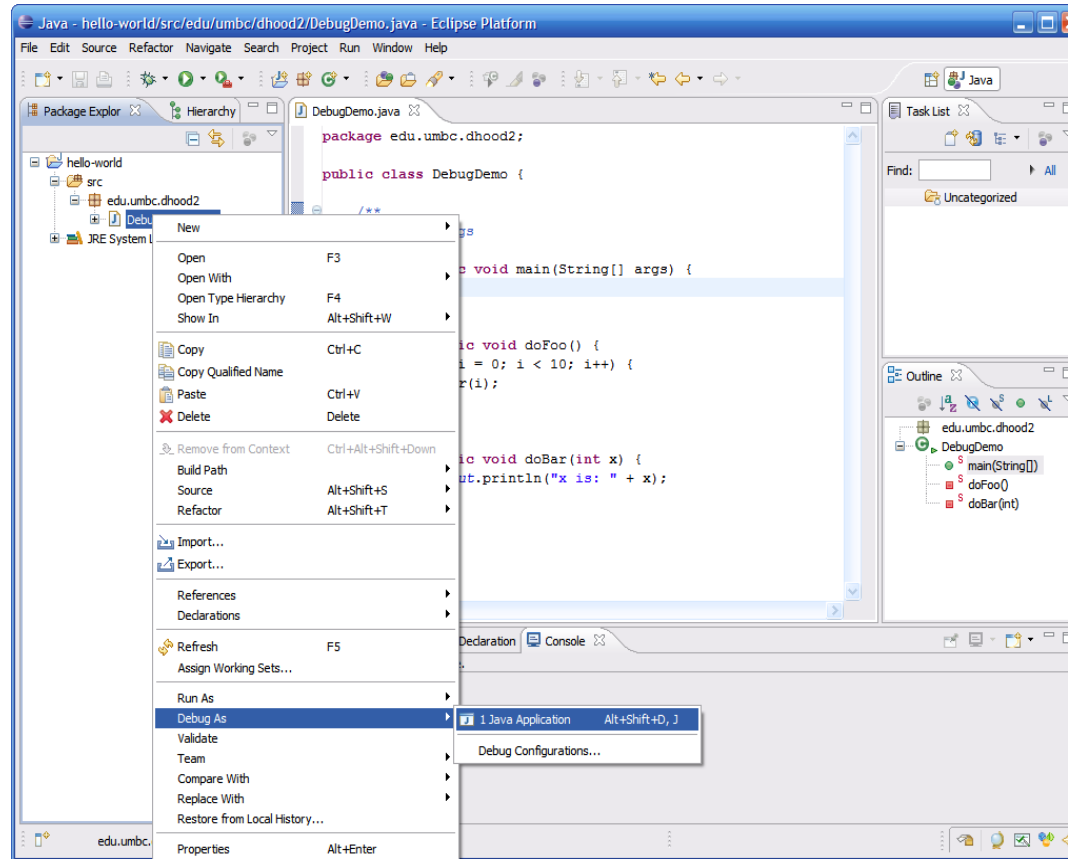 Java - hello-world/src/edu/umbc/dhood2/DebugDemo.java - Eclipse Platform
File Edit Source Refactor Navigate Search Project Run Window Help
Java
Package Explor
Hierarchy
hello-world
src
edu.umbc.dhood2
Debu
JRE System L
DebugDemo.java
package edu.umbc.dhood2;
public class DebugDemo {
/**
gs
c void main(String[] args) {
ic void doFoo() {
i = 0; i < 10; i++) {
r(i);
ic void doBar(int x) {
ut.println("x is: " + x);
New
Open F3
Open With
Open Type Hierarchy F4
Show In Alt+Shift+W
Copy Ctrl+C
Copy Qualified Name
Paste Ctrl+V
Delete Delete
Remove from Context Ctrl+Alt+Shift+Down
Build Path
Source Alt+Shift+S
Refactor Alt+Shift+T
Import...
Export...
References
Declarations
Refresh F5
Assign Working Sets...
Run As
Debug As
Validate
Team
Compare With
Replace With
Restore from Local History...
Properties Alt+Enter
1 Java Application Alt+Shift+D, J
Debug Configurations...
Task List
Find:
All
Uncategorized
Outline
edu.umbc.dhood2
DebugDemo
main(String[])
doFoo()
doBar(int)
Declaration
Console
edu.umbc.